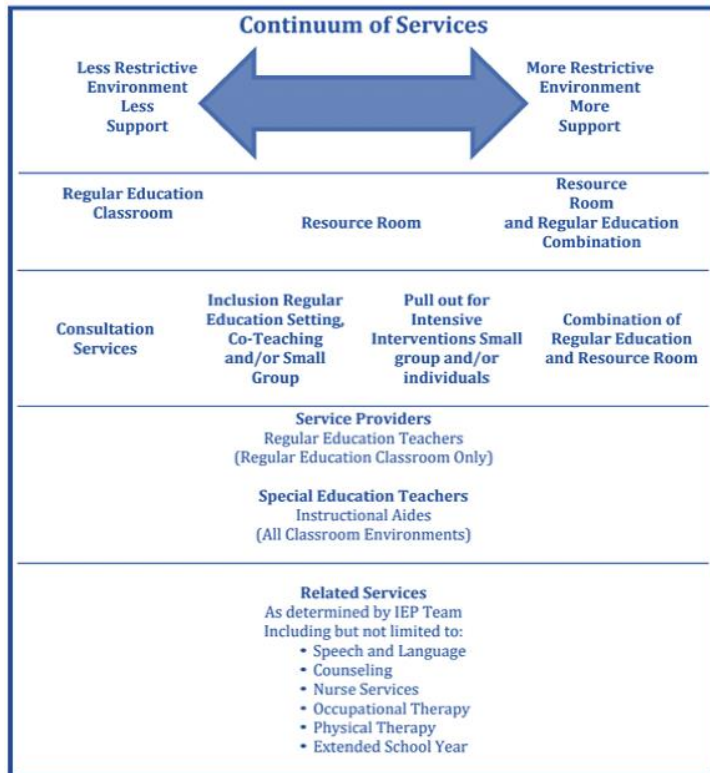 Continuum of Services
Less Restrictive
Environment
Less
Support
More Restrictive
Environment
More
Support
Regular Education
Classroom
Resource Room
Resource
Room
and Regular Education
Combination
Consultation
Services
Inclusion Regular
Education Setting,
Co-Teaching
and/or Small
Group
Pull out for
Intensive
Interventions Small
group and/or
individuals
Combination of
Regular Education
and Resource Room
Service Providers
Regular Education Teachers
(Regular Education Classroom Only)
Special Education Teachers
Instructional Aides
(All Classroom Environments)
Related Services
As determined by IEP Team
Including but not limited to:
• Speech and Language
• Counseling
• Nurse Services
• Occupational Therapy
• Physical Therapy
• Extended School Year